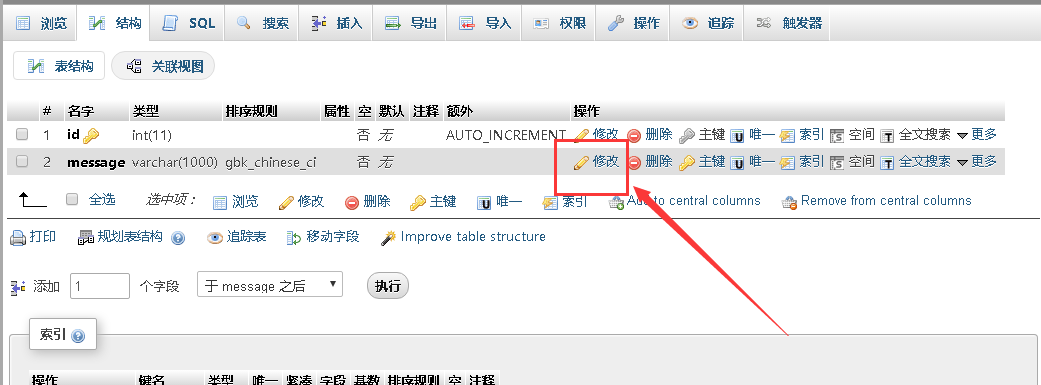 浏览 结构 SQL 搜索 插入 导出 导入 权限 操作 追踪 触发器
表结构 关联视图
# 名字 类型 排序规则 属性 空 默认 注释 额外 操作
1 id int(11) 否 无 AUTO_INCREMENT 修改 删除 主键 唯一 索引 空间 全文搜索 更多
2 message varchar(1000) gbk_chinese_ci 否 无 修改 删除 主键 唯一 索引 空间 全文搜索 更多
全选 选中项： 浏览 修改 删除 主键 唯一 索引 Add to central columns Remove from central columns
打印 规划表结构 追踪表 移动字段 Improve table structure
添加 1 个字段 于 message 之后 执行
索引
操作 键名 类型 唯一 紧凑 字段 基数 排序规则 空 注释